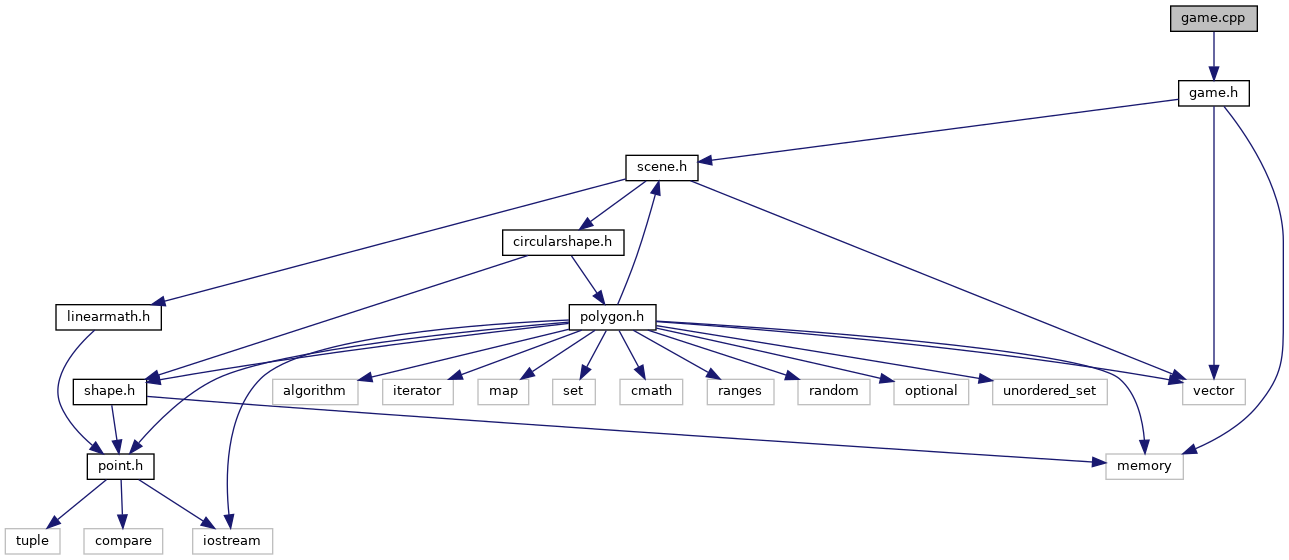 game.cpp
game.h
scene.h
circularshape.h
linearmath.h
polygon.h
shape.h
algorithm
iterator
map
set
cmath
ranges
random
optional
unordered_set
vector
point.h
memory
tuple
compare
iostream